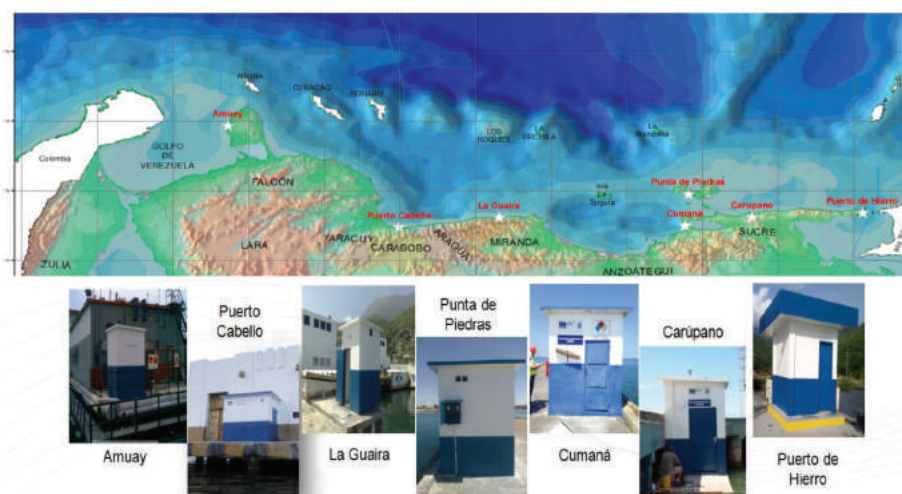 ARUBA
CURACAO
BONAIRE
Amuay
LOS
ROQUES
LA
ORCHILA
La
Blanquilla
Colombia
GOLFO
DE
VENEZUELA
FALCÓN
Isla
La
Tortuga
Punta de Piedras
Puerto Cabello
La Guaira
Cumaná
Carupano
Puerto de Hierro
LARA
YARACUY
CARABOBO
ARAGUA
MIRANDA
SUCRE
ZULIA
ANZOÁTEGUI
Puerto
Cabello
Punta de
Piedras
Carúpano
Amuay
La Guaira
Cumaná
Puerto de
Hierro